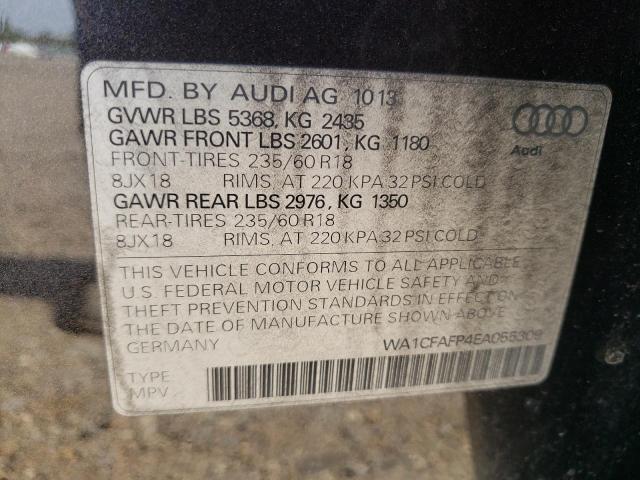 MFD. BY AUDI AG 10 13
GVWR LBS 5368, KG 2435
GAWR FRONT LBS 2601, KG 1180
FRONT-TIRES 235/60 R18
8JX18 RIMS, AT 220 KPA 32 PSI COLD
GAWR REAR LBS 2976, KG 1350
REAR-TIRES 235/60 R18
8JX18 RIMS, AT 220 KPA 32 PSI COLD
Audi
THIS VEHICLE CONFORMS TO ALL APPLICABLE
U.S. FEDERAL MOTOR VEHICLE SAFETY AND
THEFT PREVENTION STANDARDS IN EFFECT ON
THE DATE OF MANUFACTURE SHOWN ABOVE.
GERMANY WA1CFAFP4EA055309
TYPE
MPV